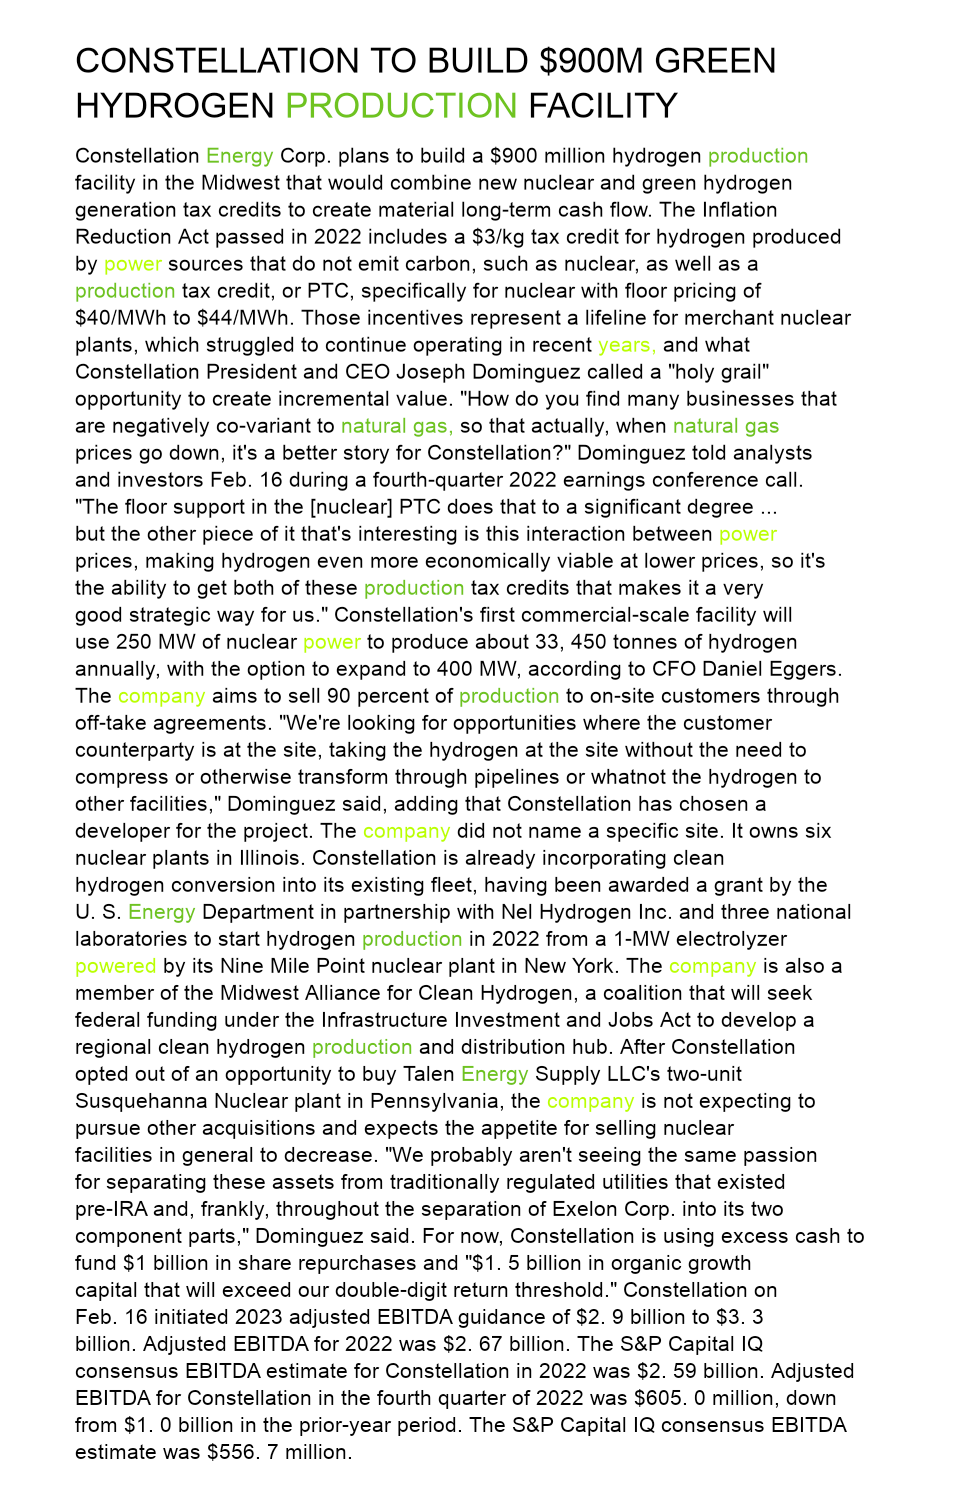 CONSTELLATION TO BUILD $900M GREEN
HYDROGEN PRODUCTION FACILITY
Constellation Energy Corp. plans to build a $900 million hydrogen production
facility in the Midwest that would combine new nuclear and green hydrogen
generation tax credits to create material long-term cash flow. The Inflation
Reduction Act passed in 2022 includes a $3/kg tax credit for hydrogen produced
by power sources that do not emit carbon, such as nuclear, as well as a
production tax credit, or PTC, specifically for nuclear with floor pricing of
$40/MWh to $44/MWh. Those incentives represent a lifeline for merchant nuclear
plants, which struggled to continue operating in recent years, and what
Constellation President and CEO Joseph Dominguez called a "holy grail"
opportunity to create incremental value. "How do you find many businesses that
are negatively co-variant to natural gas, so that actually, when natural gas
prices go down, it's a better story for Constellation?" Dominguez told analysts
and investors Feb. 16 during a fourth-quarter 2022 earnings conference call.
"The floor support in the [nuclear] PTC does that to a significant degree ...
but the other piece of it that's interesting is this interaction between power
prices, making hydrogen even more economically viable at lower prices, so it's
the ability to get both of these production tax credits that makes it a very
good strategic way for us." Constellation's first commercial-scale facility will
use 250 MW of nuclear power to produce about 33, 450 tonnes of hydrogen
annually, with the option to expand to 400 MW, according to CFO Daniel Eggers.
The company aims to sell 90 percent of production to on-site customers through
off-take agreements. "We're looking for opportunities where the customer
counterparty is at the site, taking the hydrogen at the site without the need to
compress or otherwise transform through pipelines or whatnot the hydrogen to
other facilities," Dominguez said, adding that Constellation has chosen a
developer for the project. The company did not name a specific site. It owns six
nuclear plants in Illinois. Constellation is already incorporating clean
hydrogen conversion into its existing fleet, having been awarded a grant by the
U. S. Energy Department in partnership with Nel Hydrogen Inc. and three national
laboratories to start hydrogen production in 2022 from a 1-MW electrolyzer
powered by its Nine Mile Point nuclear plant in New York. The company is also a
member of the Midwest Alliance for Clean Hydrogen, a coalition that will seek
federal funding under the Infrastructure Investment and Jobs Act to develop a
regional clean hydrogen production and distribution hub. After Constellation
opted out of an opportunity to buy Talen Energy Supply LLC's two-unit
Susquehanna Nuclear plant in Pennsylvania, the company is not expecting to
pursue other acquisitions and expects the appetite for selling nuclear
facilities in general to decrease. "We probably aren't seeing the same passion
for separating these assets from traditionally regulated utilities that existed
pre-IRA and, frankly, throughout the separation of Exelon Corp. into its two
component parts," Dominguez said. For now, Constellation is using excess cash to
fund $1 billion in share repurchases and "$1. 5 billion in organic growth
capital that will exceed our double-digit return threshold." Constellation on
Feb. 16 initiated 2023 adjusted EBITDA guidance of $2. 9 billion to $3. 3
billion. Adjusted EBITDA for 2022 was $2. 67 billion. The S&P Capital IQ
consensus EBITDA estimate for Constellation in 2022 was $2. 59 billion. Adjusted
EBITDA for Constellation in the fourth quarter of 2022 was $605. 0 million, down
from $1. 0 billion in the prior-year period. The S&P Capital IQ consensus EBITDA
estimate was $556. 7 million.